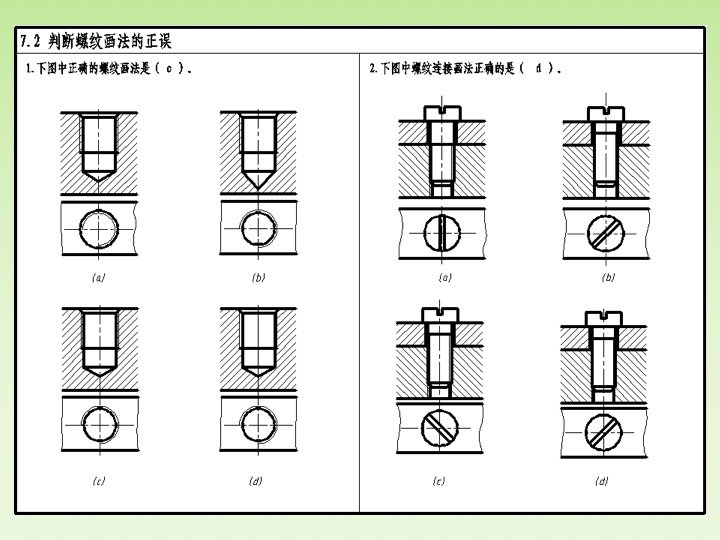 7.2 判断螺纹画法的正误
1.下图中正确的螺纹画法是（ c ）。
2.下图中螺纹连接画法正确的是（ d ）。
(a)
(b)
(a)
(b)
(c)
(d)
(c)
(d)